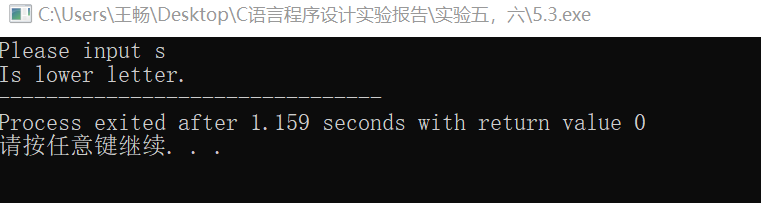 C:\Users\王畅\Desktop\C语言程序设计实验报告\实验五，六\5.3.exe
Please input s
Is lower letter.
--------------------------------
Process exited after 1.159 seconds with return value 0
请按任意键继续. . .